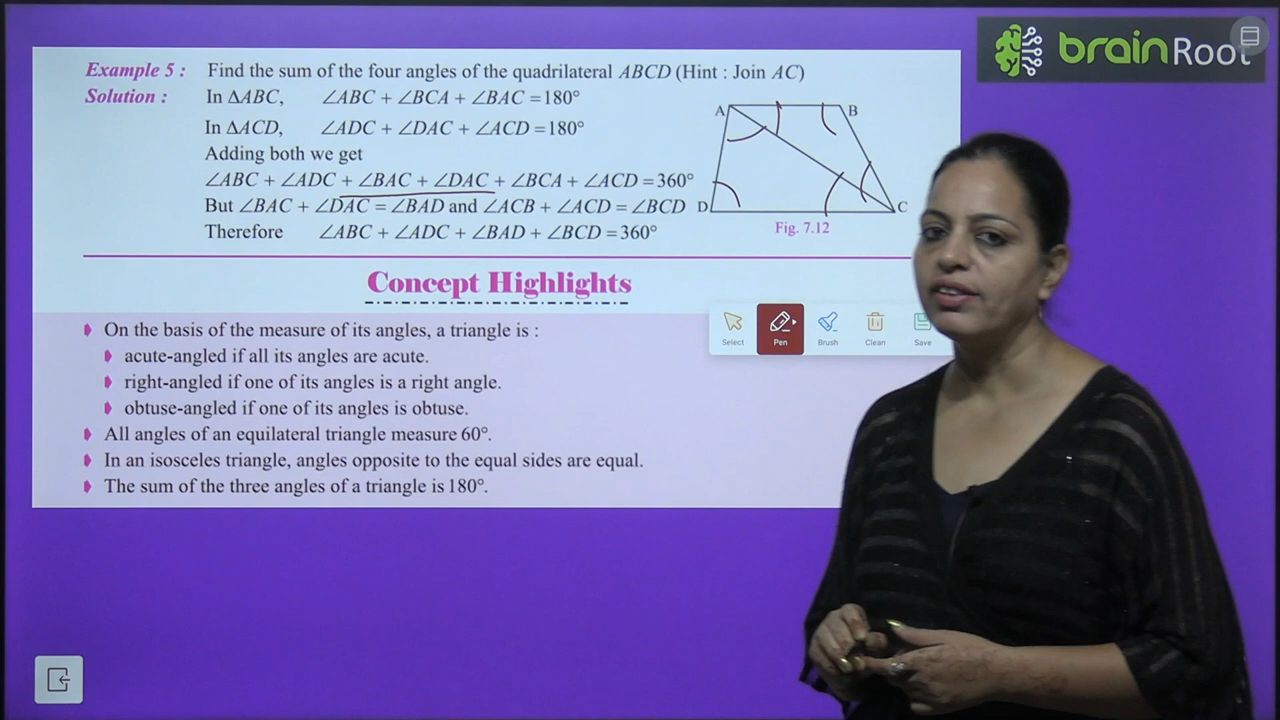 brainRoot
Example 5 : Find the sum of the four angles of the quadrilateral ABCD (Hint : Join AC)
Solution : In ΔABC, ∠ABC + ∠BCA + ∠BAC = 180°
In ΔACD, ∠ADC + ∠DAC + ∠ACD = 180°
Adding both we get
∠ABC + ∠ADC + ∠BAC + ∠DAC + ∠BCA + ∠ACD = 360°
But ∠BAC + ∠DAC = ∠BAD and ∠ACB + ∠ACD = ∠BCD
Therefore ∠ABC + ∠ADC + ∠BAD + ∠BCD = 360°
A B
D C
Fig. 7.12
Concept Highlights
On the basis of the measure of its angles, a triangle is :
acute-angled if all its angles are acute.
right-angled if one of its angles is a right angle.
obtuse-angled if one of its angles is obtuse.
All angles of an equilateral triangle measure 60°.
In an isosceles triangle, angles opposite to the equal sides are equal.
The sum of the three angles of a triangle is 180°.
Select Pen Brush Clean Save